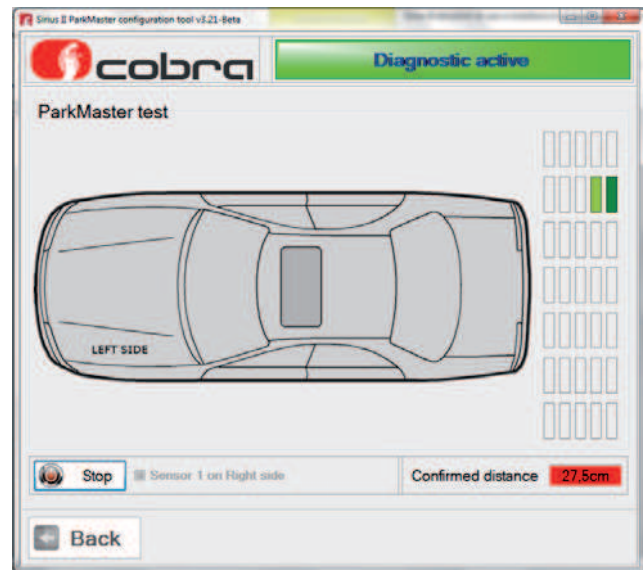 Sirius II ParkMaster configuration tool v3.21-Beta
cobra
Diagnostic active
ParkMaster test
LEFT SIDE
Stop
Sensor 1 on Right side
Confirmed distance
27,5cm
Back